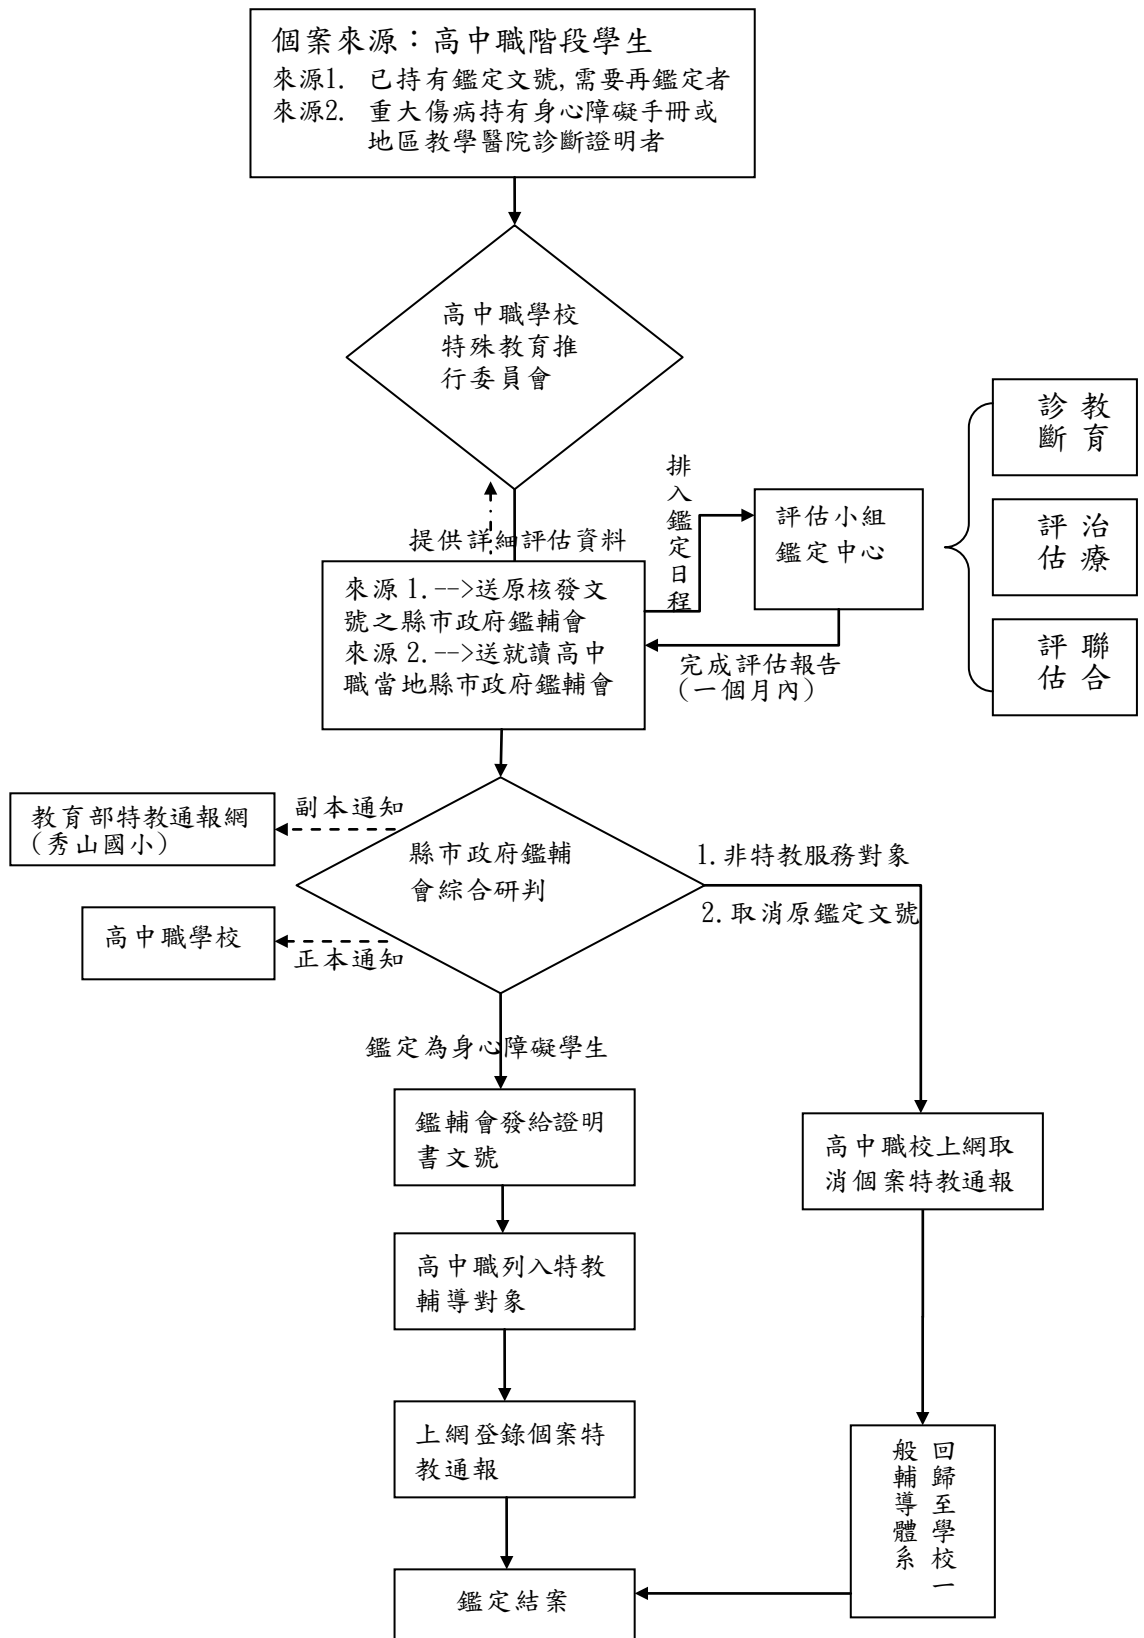 個案來源：高中職階段學生
來源1. 已持有鑑定文號,需要再鑑定者
來源2. 重大傷病持有身心障礙手冊或
地區教學醫院診斷證明者
高中職學校
特殊教育推
行委員會
提供詳細評估資料
排入鑑定日程
評估小組
鑑定中心
教育
診斷
治療
評估
聯合
評估
來源 1.-->送原核發文
號之縣市政府鑑輔會
來源 2.-->送就讀高中
職當地縣市政府鑑輔會
完成評估報告
(一個月內)
教育部特教通報網
(秀山國小)
副本通知
縣市政府鑑輔
會綜合研判
1.非特教服務對象
2.取消原鑑定文號
高中職學校
正本通知
鑑定為身心障礙學生
鑑輔會發給證明
書文號
高中職校上網取
消個案特教通報
高中職列入特教
輔導對象
上網登錄個案特
教通報
回歸至學校一
般輔導體系
鑑定結案